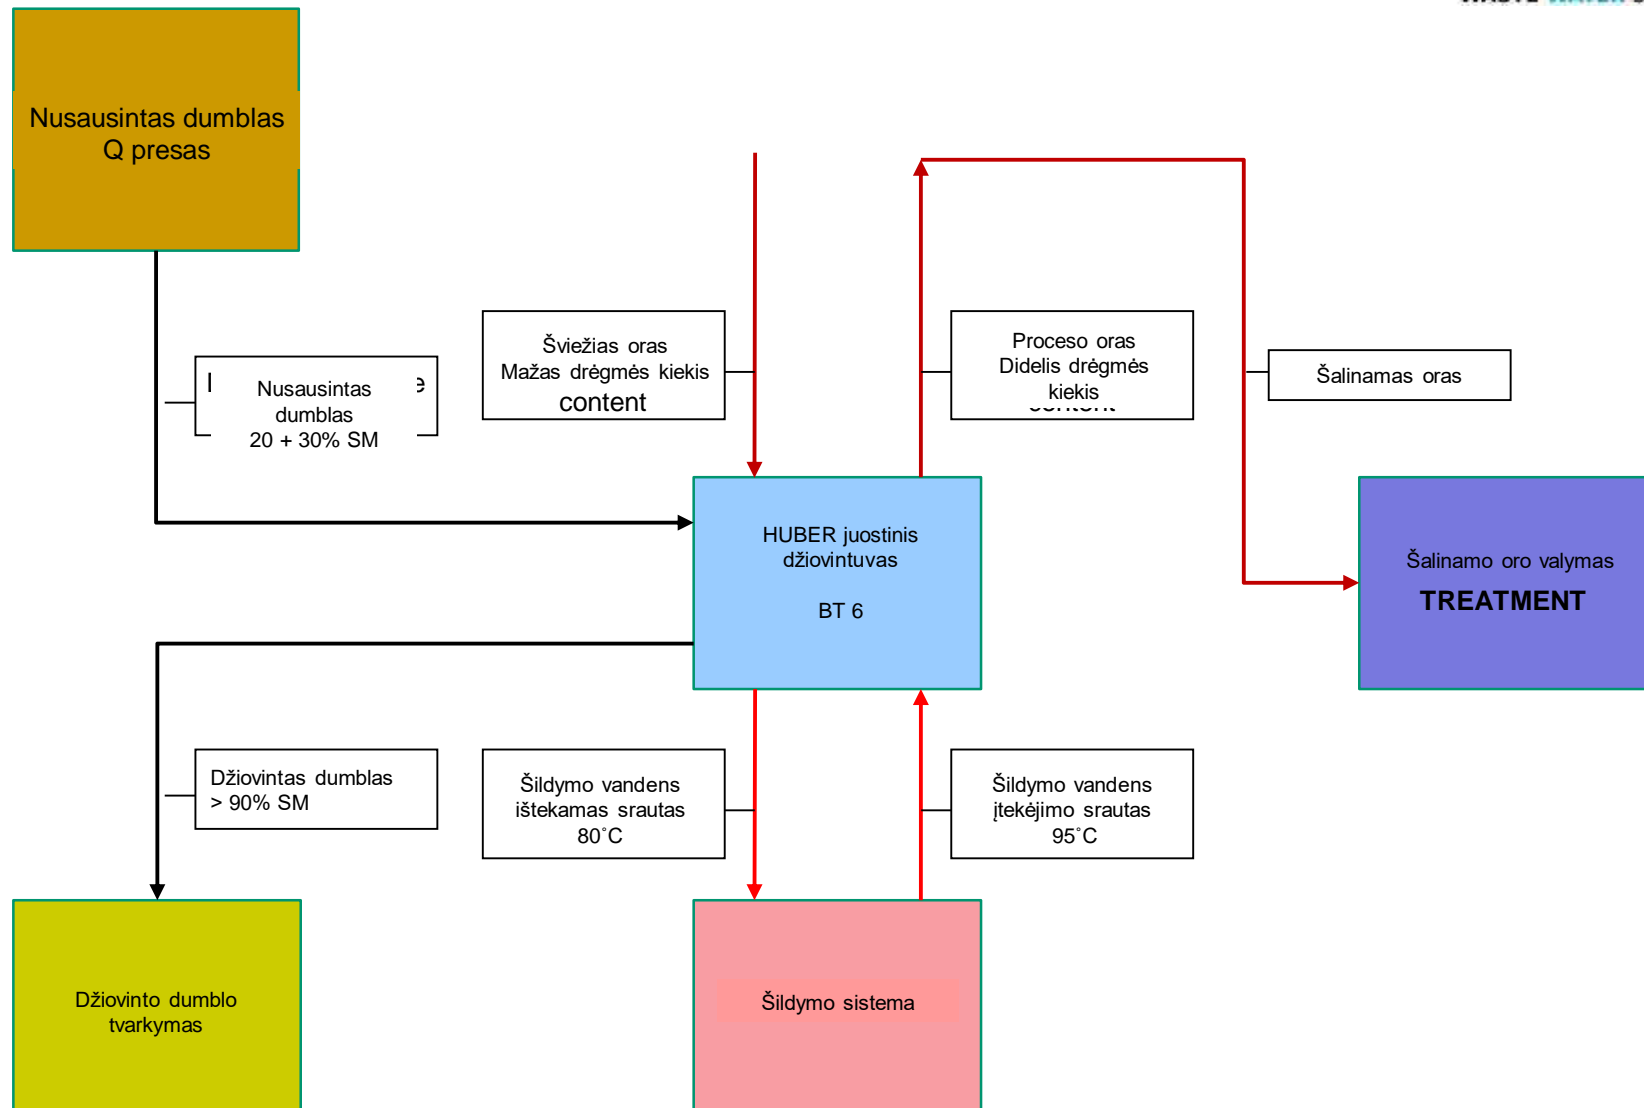 Nusausintas dumblas
Q presas
Šviežias oras
Mažas drėgmės kiekis
content
Proceso oras
Didelis drėgmės
kiekis
Šalinamas oras
Nusausintas
dumblas
20 + 30% SM
HUBER juostinis
džiovintuvas
BT 6
Šalinamo oro valymas
TREATMENT
Džiovintas dumblas
> 90% SM
Šildymo vandens
ištekamas srautas
80˚C
Šildymo vandens
įtekėjimo srautas
95˚C
Džiovinto dumblo
tvarkymas
Šildymo sistema